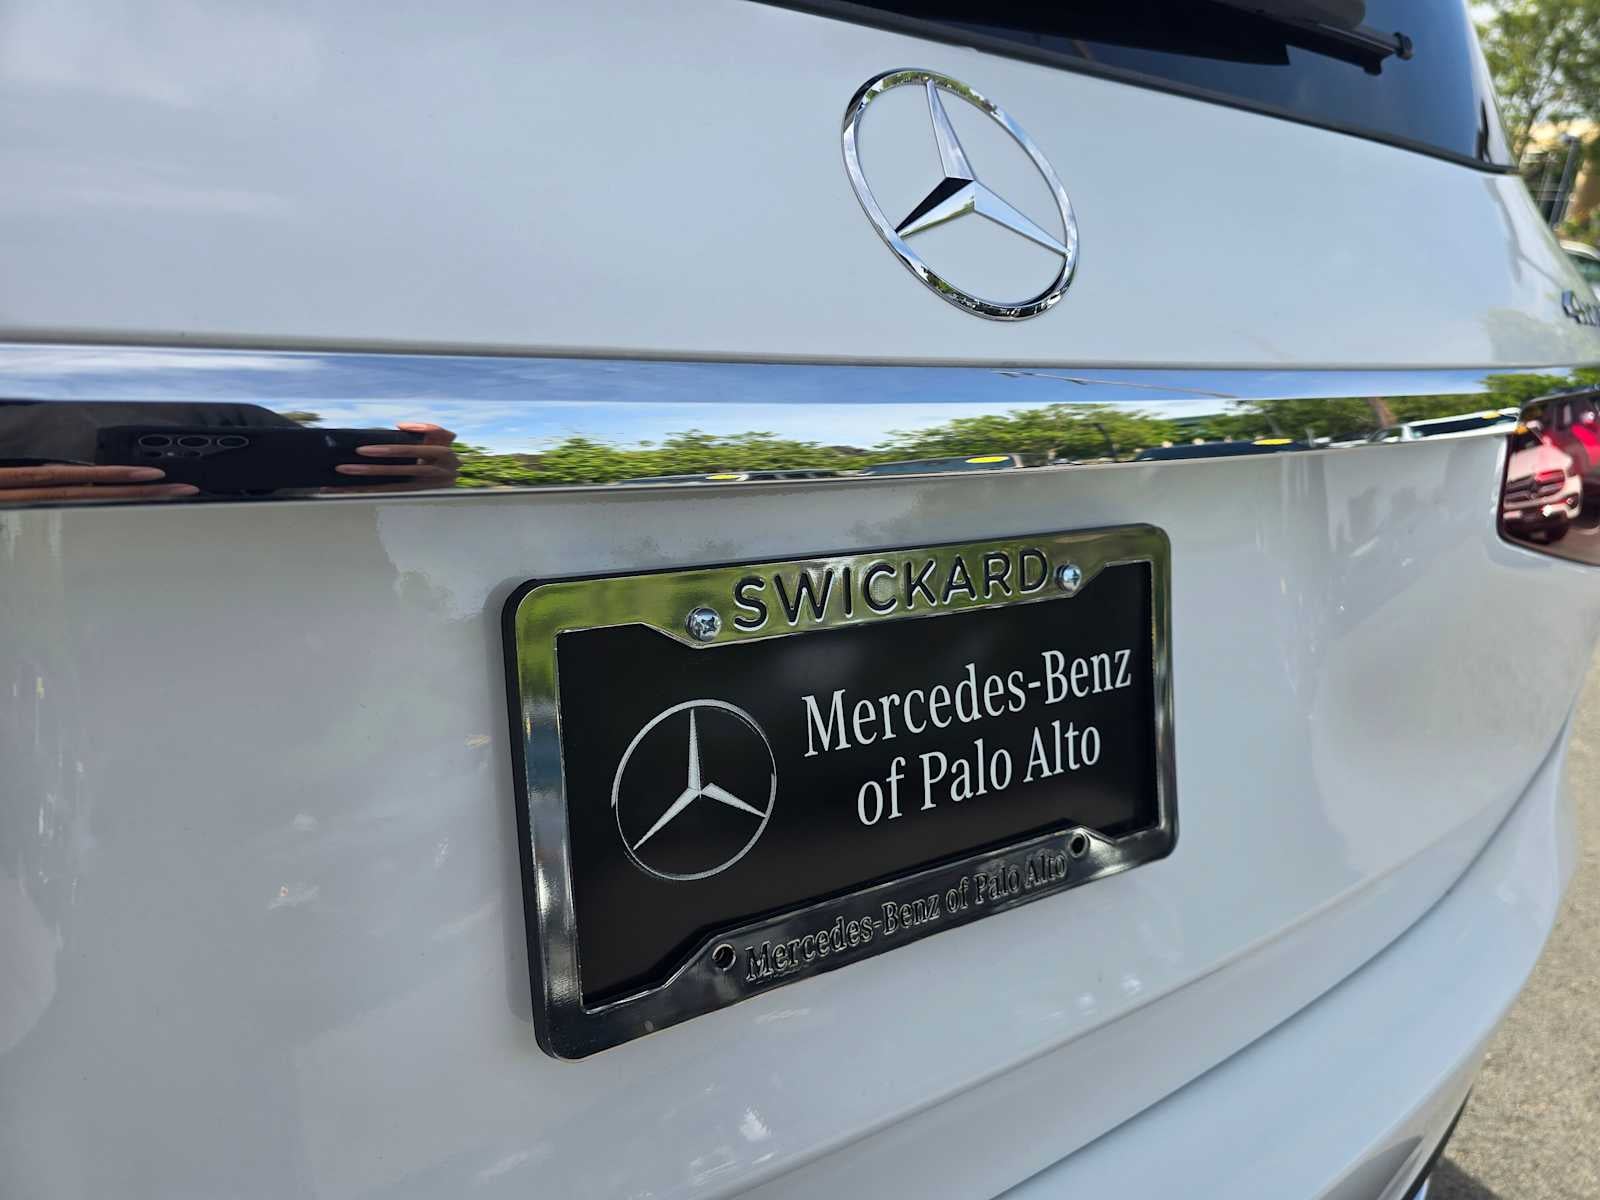 SWICKARD
Mercedes-Benz
of Palo Alto
Mercedes-Benz of Palo Alto